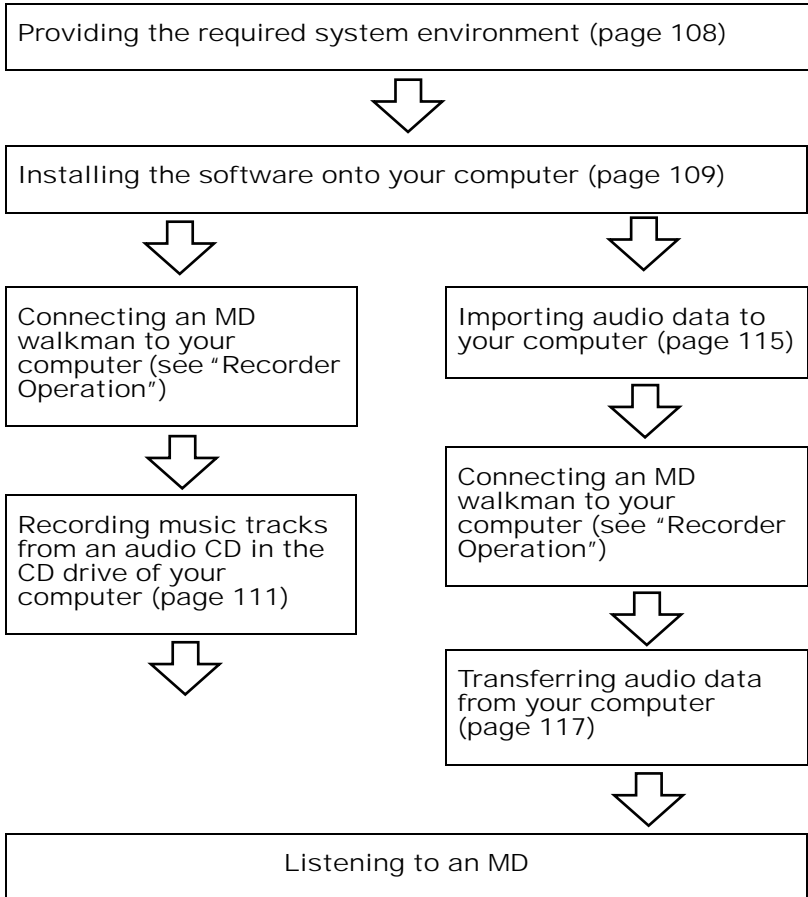 Providing the required system environment (page 108)
Installing the software onto your computer (page 109)
Connecting an MD
walkman to your
computer (see “Recorder
Operation”)
Recording music tracks
from an audio CD in the
CD drive of your
computer (page 111)
Importing audio data to
your computer (page 115)
Connecting an MD
walkman to your
computer (see “Recorder
Operation”)
Transferring audio data
from your computer
(page 117)
Listening to an MD